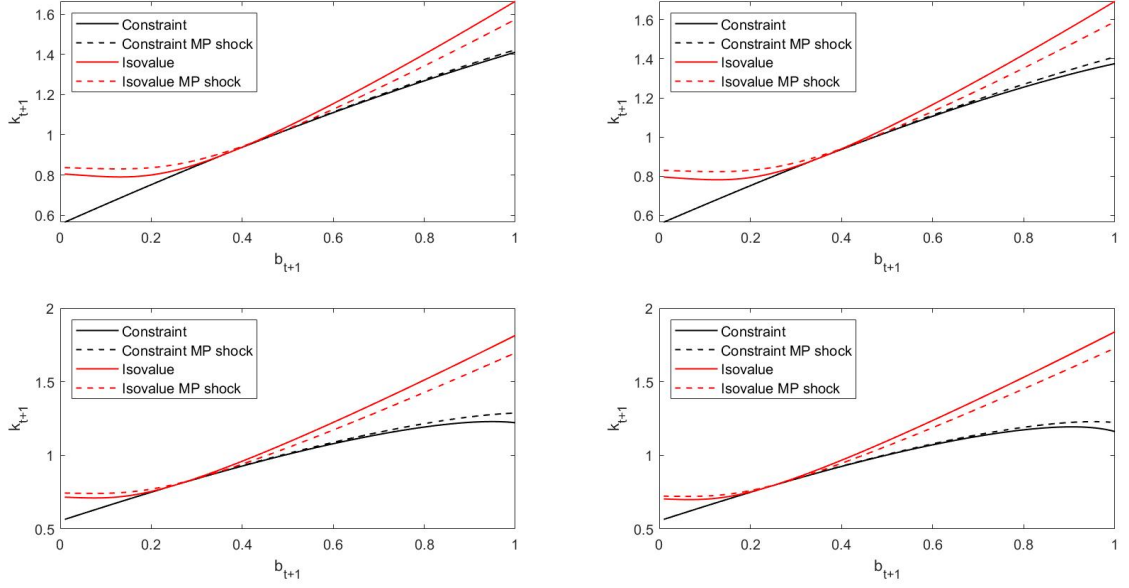 1.6
1.4
1.2
1
0.8
0.6
k_{t+1}
Constraint
Constraint MP shock
Isovalue
Isovalue MP shock
0 0.2 0.4 0.6 0.8 1
b_{t+1}
1.6
1.4
1.2
1
0.8
0.6
k_{t+1}
Constraint
Constraint MP shock
Isovalue
Isovalue MP shock
0 0.2 0.4 0.6 0.8 1
b_{t+1}
2
1.5
1
0.5
k_{t+1}
Constraint
Constraint MP shock
Isovalue
Isovalue MP shock
0 0.2 0.4 0.6 0.8 1
b_{t+1}
2
1.5
1
0.5
k_{t+1}
Constraint
Constraint MP shock
Isovalue
Isovalue MP shock
0 0.2 0.4 0.6 0.8 1
b_{t+1}